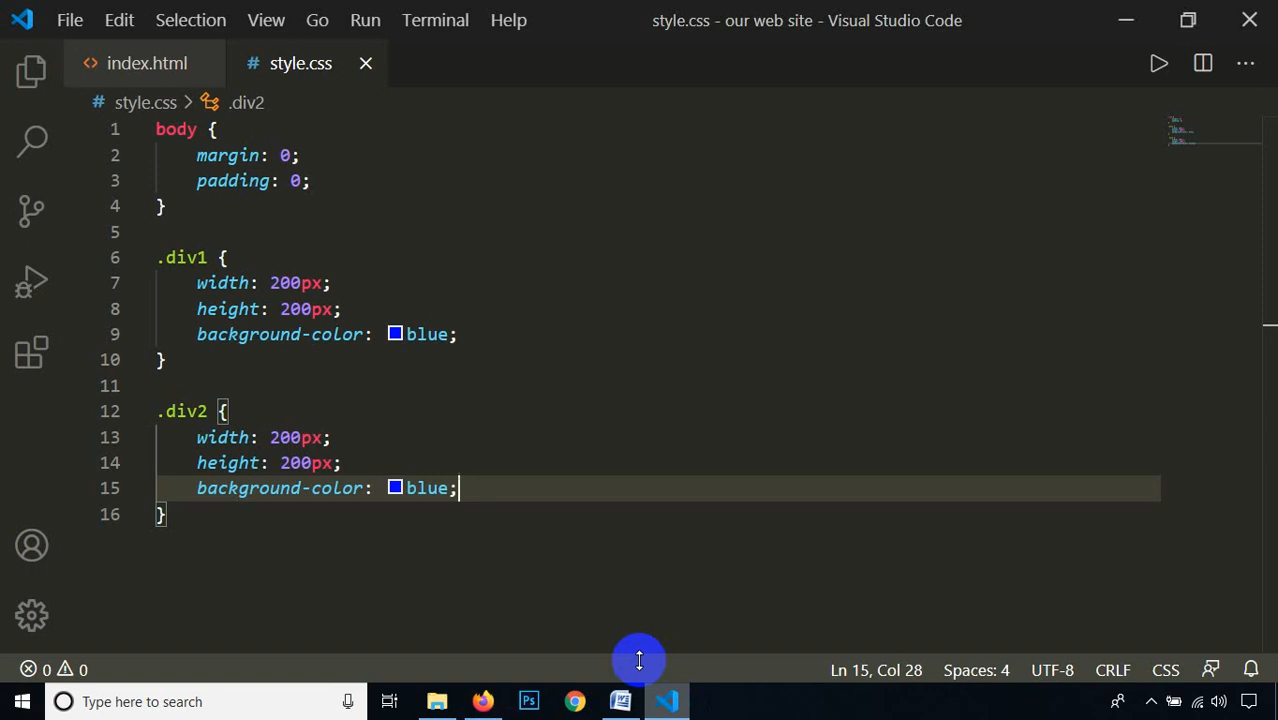 File Edit Selection View Go Run Terminal Help style.css - our web site - Visual Studio Code
<> index.html # style.css
# style.css > .div2
1 body {
2 margin: 0;
3 padding: 0;
4 }
5
6 .div1 {
7 width: 200px;
8 height: 200px;
9 background-color: blue;
10 }
11
12 .div2 {
13 width: 200px;
14 height: 200px;
15 background-color: blue;
16 }
0 0 Ln 15, Col 28 Spaces: 4 UTF-8 CRLF CSS
Type here to search Ps W